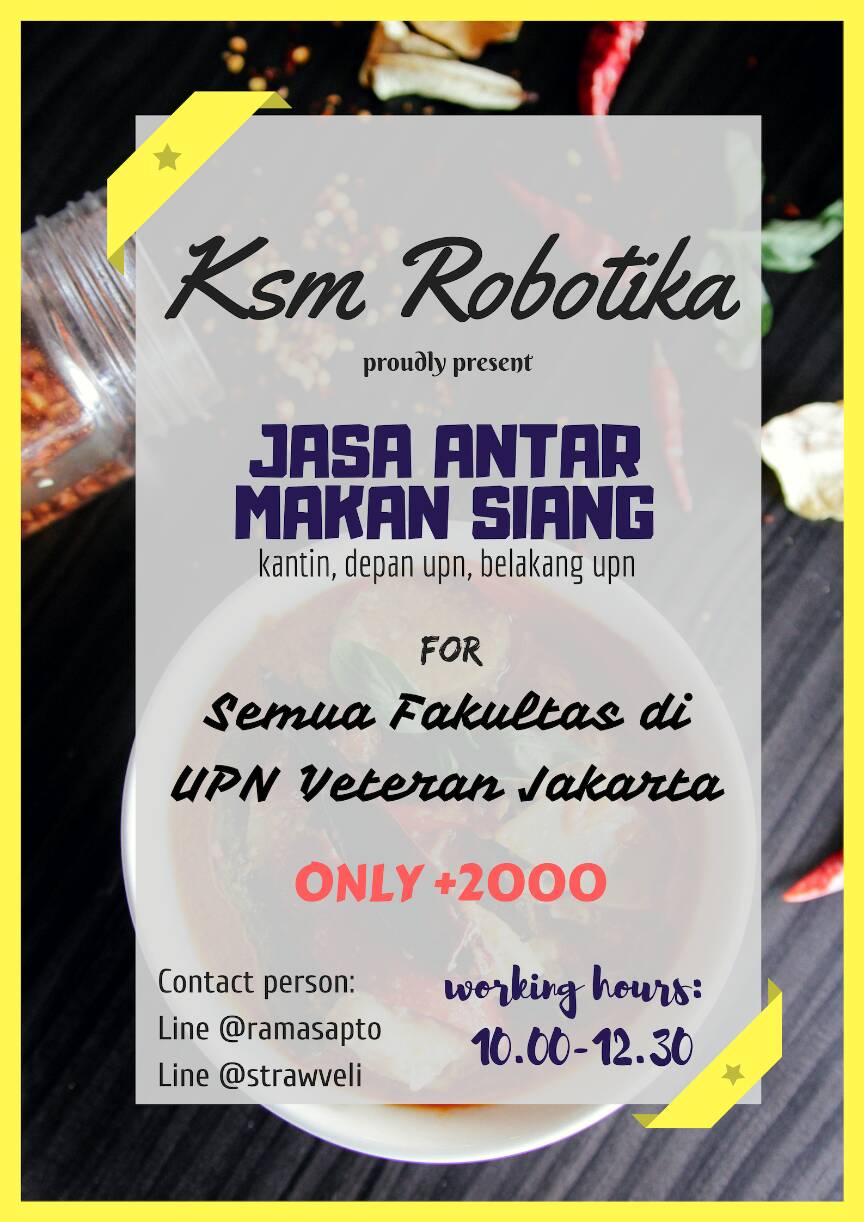 Ksm Robotika
proudly present
JASA ANTAR
MAKAN SIANG
kantin, depan upn, belakang upn
FOR
Semua Fakultas di
UPN Veteran Jakarta
ONLY +2000
Contact person:
Line @ramasapto
Line @strawveli
working hours:
10.00-12.30